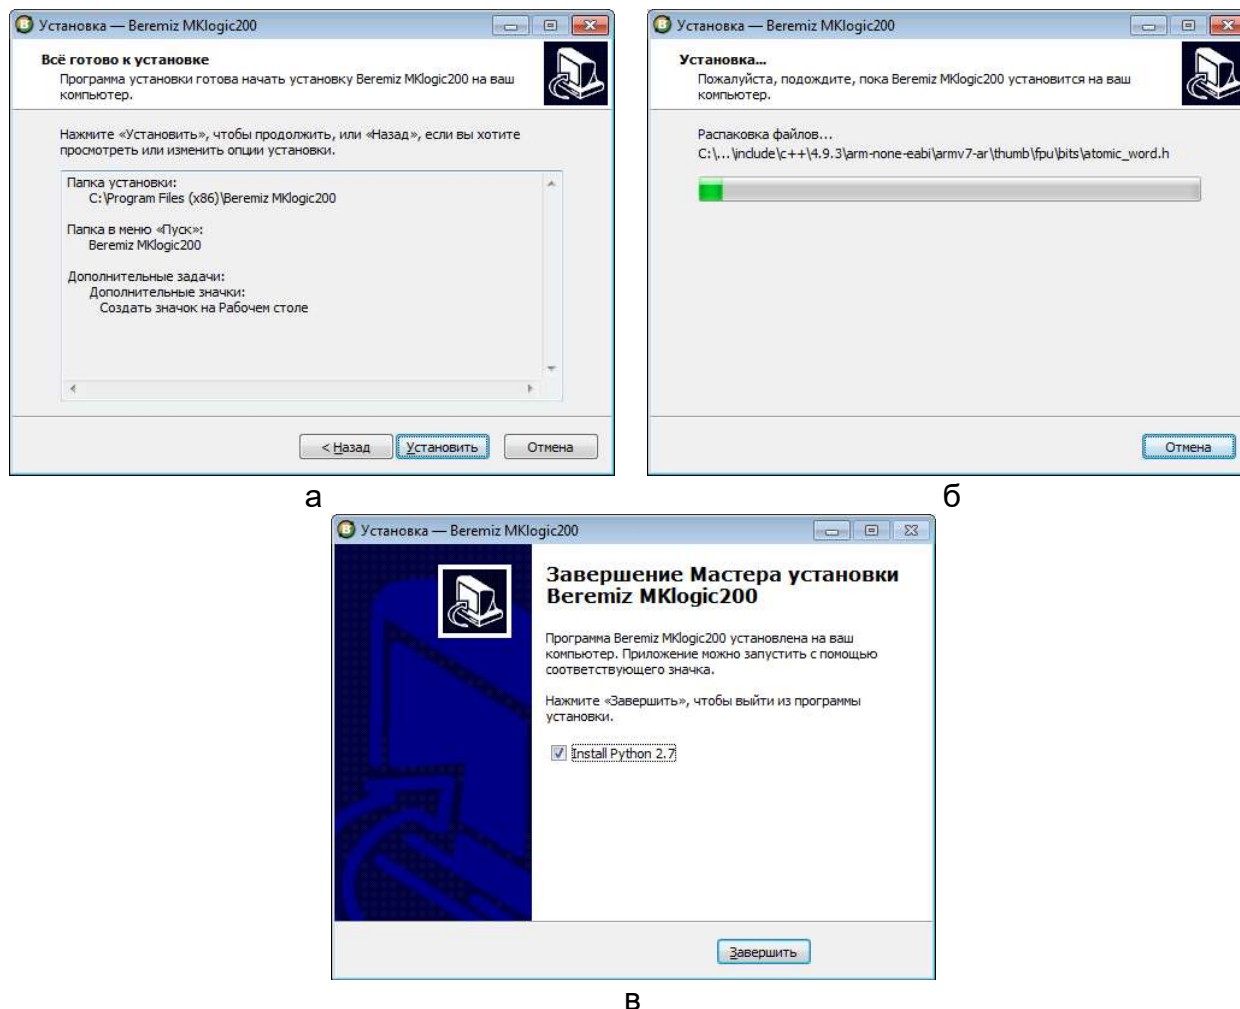 Установка — Beremiz MKlogic200
Всё готово к установке
Программа установки готова начать установку Beremiz MKlogic200 на ваш
компьютер.
Нажмите «Установить», чтобы продолжить, или «Назад», если вы хотите
просмотреть или изменить опции установки.
Папка установки:
C:\Program Files (x86)\Beremiz MKlogic200
Папка в меню «Пуск»:
Beremiz MKlogic200
Дополнительные задачи:
Дополнительные значки:
Создать значок на Рабочем столе
< Назад Установить Отмена
а
Установка — Beremiz MKlogic200
Установка...
Пожалуйста, подождите, пока Beremiz MKlogic200 установится на ваш
компьютер.
Распаковка файлов...
C:\...\include\c++\4.9.3\arm-none-eabi\armv7-ar\thumb\fpu\bits\atomic_word.h
Отмена
б
Установка — Beremiz MKlogic200
Завершение Мастера установки
Beremiz MKlogic200
Программа Beremiz MKlogic200 установлена на ваш
компьютер. Приложение можно запустить с помощью
соответствующего значка.
Нажмите «Завершить», чтобы выйти из программы
установки.
Install Python 2.7
Завершить
в